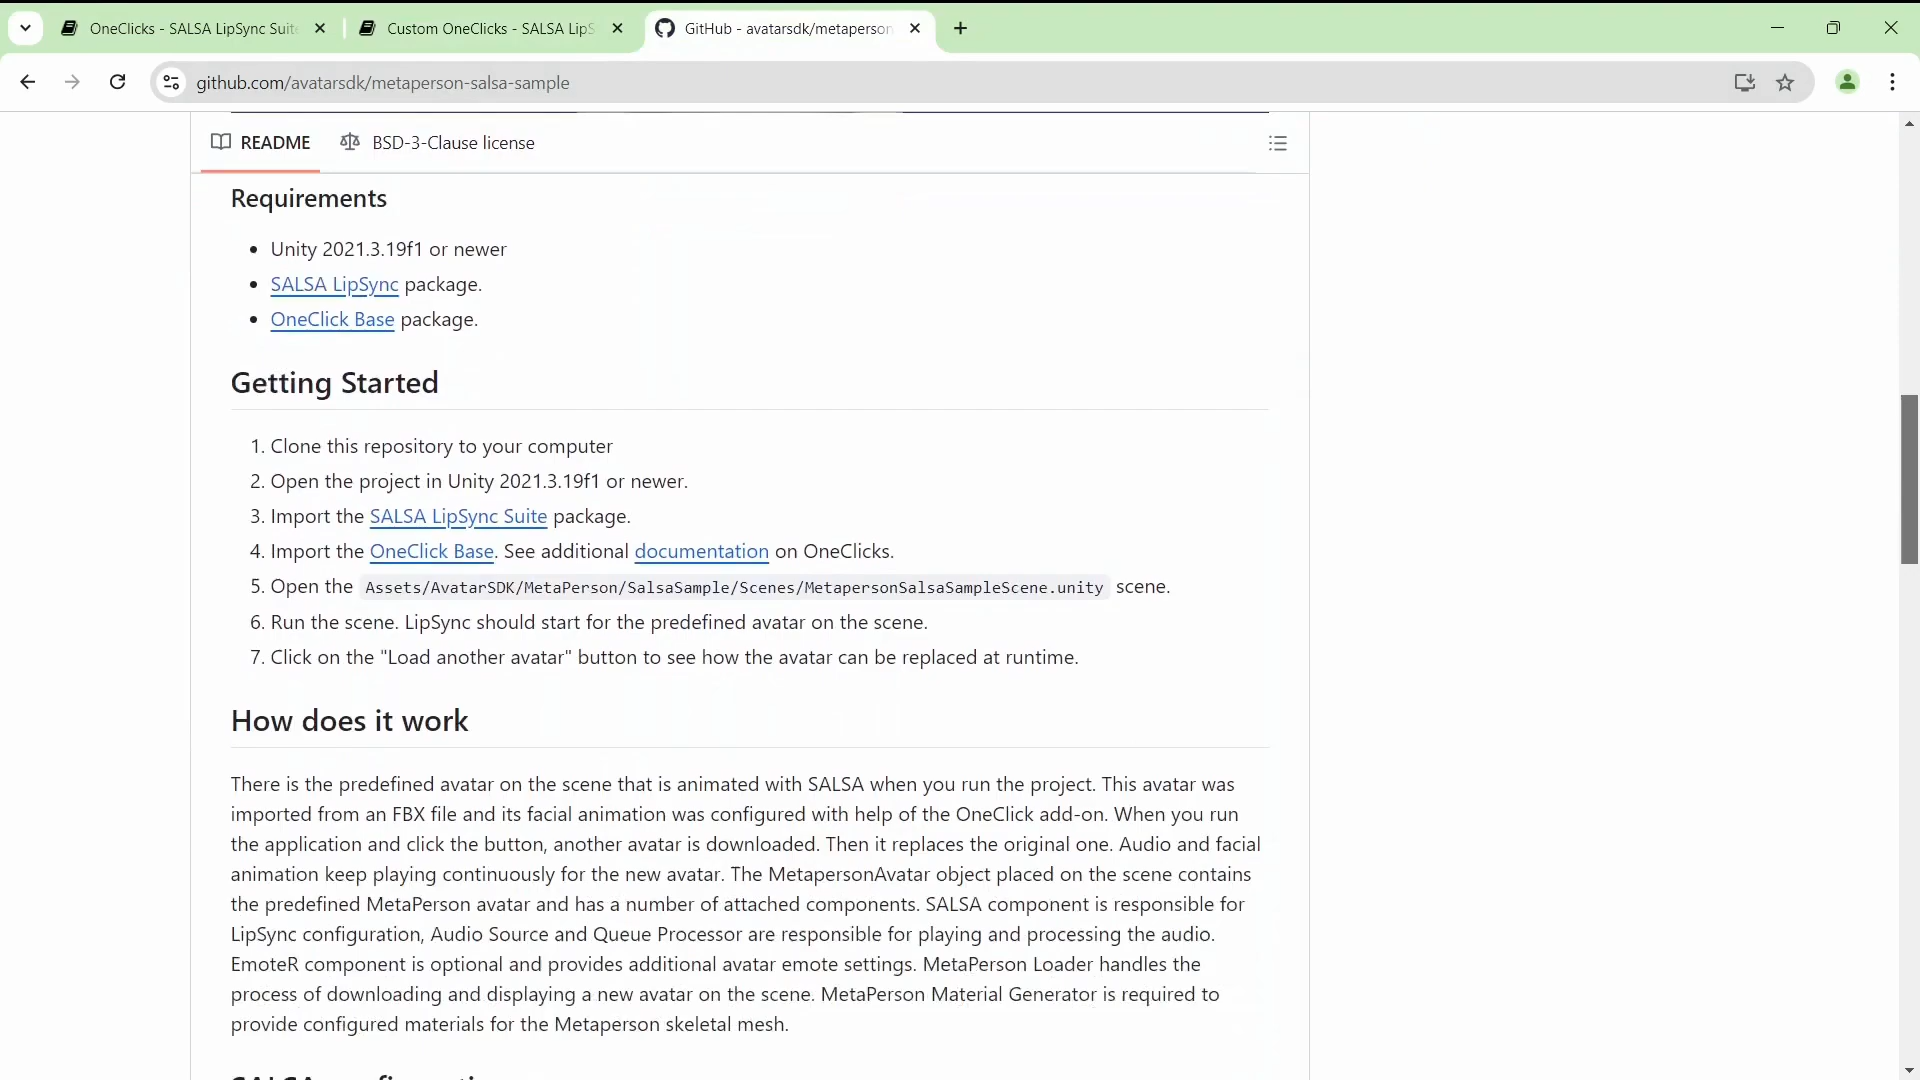 OneClicks - SALSA LipSync Suite
Custom OneClicks - SALSA LipS
GitHub - avatarsdk/metaperson
github.com/avatarsdk/metaperson-salsa-sample
README
BSD-3-Clause license
Requirements
• Unity 2021.3.19f1 or newer
• SALSA LipSync package.
• OneClick Base package.
Getting Started
1. Clone this repository to your computer
2. Open the project in Unity 2021.3.19f1 or newer.
3. Import the SALSA LipSync Suite package.
4. Import the OneClick Base. See additional documentation on OneClicks.
5. Open the Assets/AvatarSDK/MetaPerson/SalsaSample/Scenes/MetapersonSalsaSampleScene.unity scene.
6. Run the scene. LipSync should start for the predefined avatar on the scene.
7. Click on the "Load another avatar" button to see how the avatar can be replaced at runtime.
How does it work
There is the predefined avatar on the scene that is animated with SALSA when you run the project. This avatar was
imported from an FBX file and its facial animation was configured with help of the OneClick add-on. When you run
the application and click the button, another avatar is downloaded. Then it replaces the original one. Audio and facial
animation keep playing continuously for the new avatar. The MetapersonAvatar object placed on the scene contains
the predefined MetaPerson avatar and has a number of attached components. SALSA component is responsible for
LipSync configuration, Audio Source and Queue Processor are responsible for playing and processing the audio.
EmoteR component is optional and provides additional avatar emote settings. MetaPerson Loader handles the
process of downloading and displaying a new avatar on the scene. MetaPerson Material Generator is required to
provide configured materials for the Metaperson skeletal mesh.